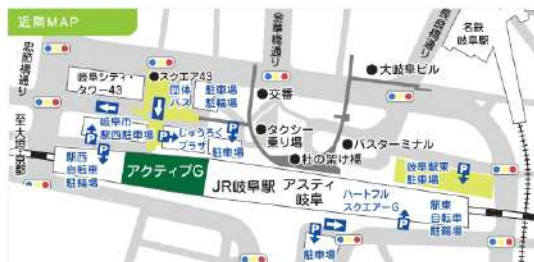 近隣MAP
忠節橋通り
金華橋通り
長良橋通り
名鉄
岐阜駅
岐阜シティ・
タワー43
スクエア43
団体
バス
駐車場
駐輪場
大岐阜ビル
交番
至大垣・京都
岐阜市
駅西駐車場
じゅうろく
プラザ
駐車場
タクシー
乗り場
バスターミナル
杜の架け橋
駅西
自転車
駐輪場
アクティブG
JR岐阜駅
アスティ
岐阜
岐阜駅東
駐車場
ハートフル
スクエアーG
駅東
自転車
駐輪場
駐車場
P
P
P
P
P
P